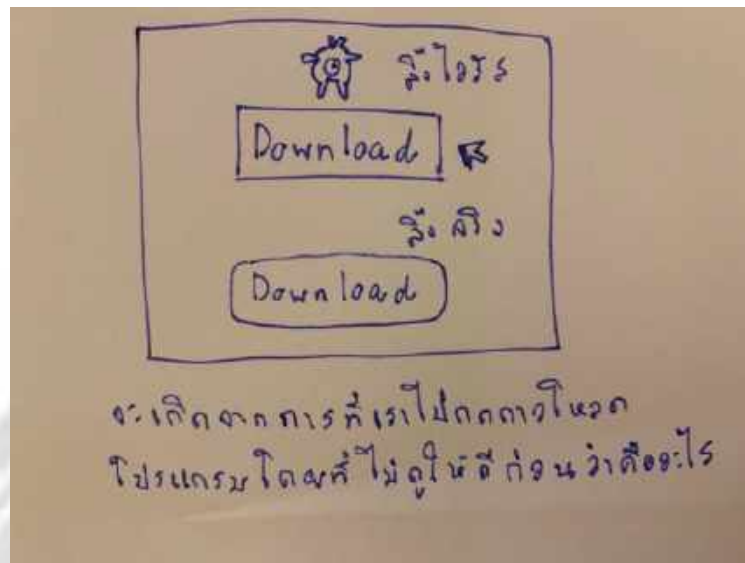 ลิ้งไวรัส
Download
ลิ้งจริง
Download
จะเกิดจากการที่เราไปกดดาวโหลด
โปรแกรมโดยที่ไม่ดูให้ดีก่อนว่าคืออะไร